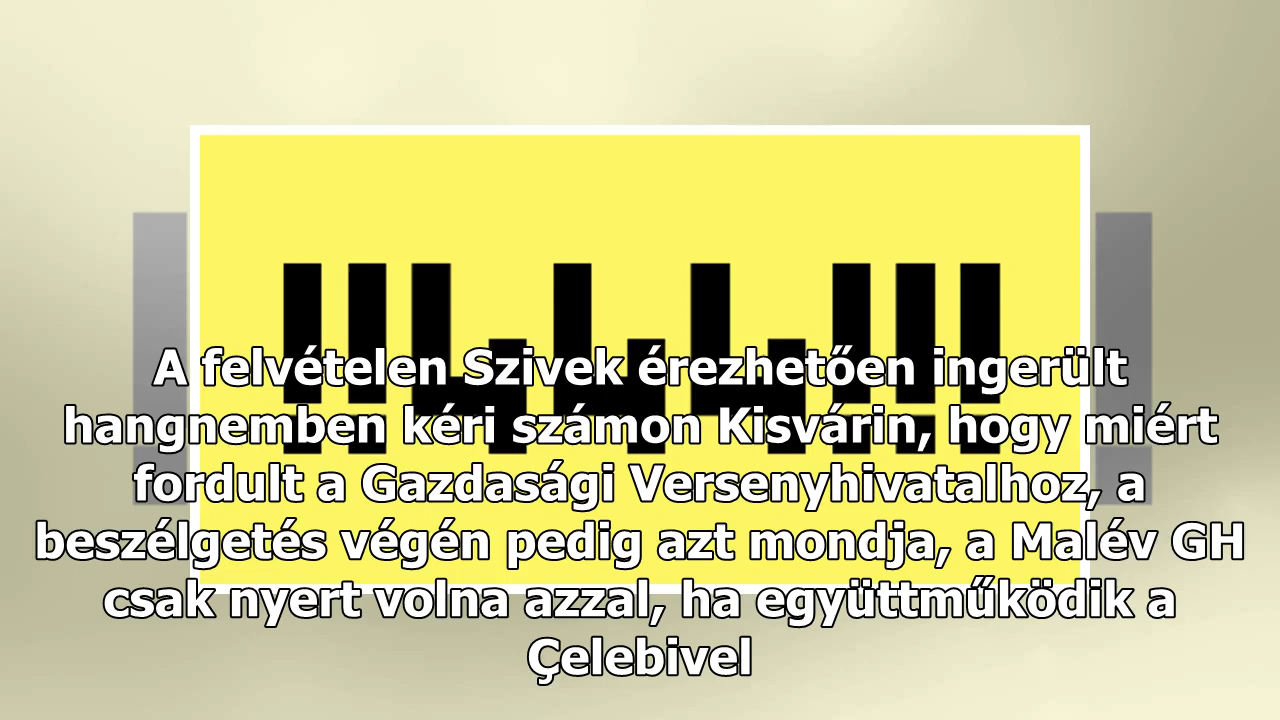 A felvételen Szivek érezhetően ingerült
hangnemben kéri számon Kisvárin, hogy miért
fordult a Gazdasági Versenyhivatalhoz, a
beszélgetés végén pedig azt mondja, a Malév GH
csak nyert volna azzal, ha együttműködik a
Çelebivel